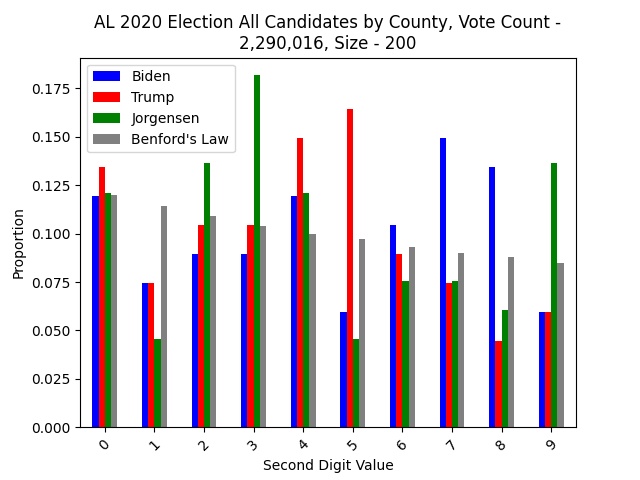 AL 2020 Election All Candidates by County, Vote Count -
2,290,016, Size - 200
Biden
Trump
Jorgensen
Benford's Law
0.175
0.150
0.125
0.100
0.075
0.050
0.025
0.000
Proportion
0 1 2 3 4 5 6 7 8 9
Second Digit Value